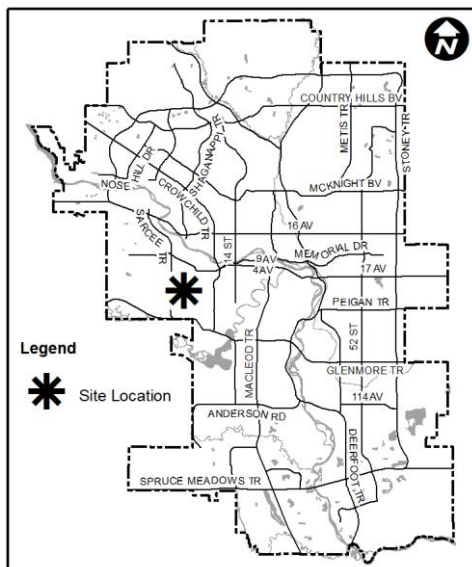 N
COUNTRY HILLS BV
METIS TR
STONEY TR
SHAGANAPPI TR
NOSE HILL DR
CROWCHILD TR
MCKNIGHT BV
SARCEE TR
16 AV
14 ST
MEMORIAL DR
9 AV
4 AV
17 AV
PEIGAN TR
Legend
Site Location
MACLEOD TR
52 ST
GLENMORE TR
114 AV
ANDERSON RD
DEERFOOT TR
SPRUCE MEADOWS TR